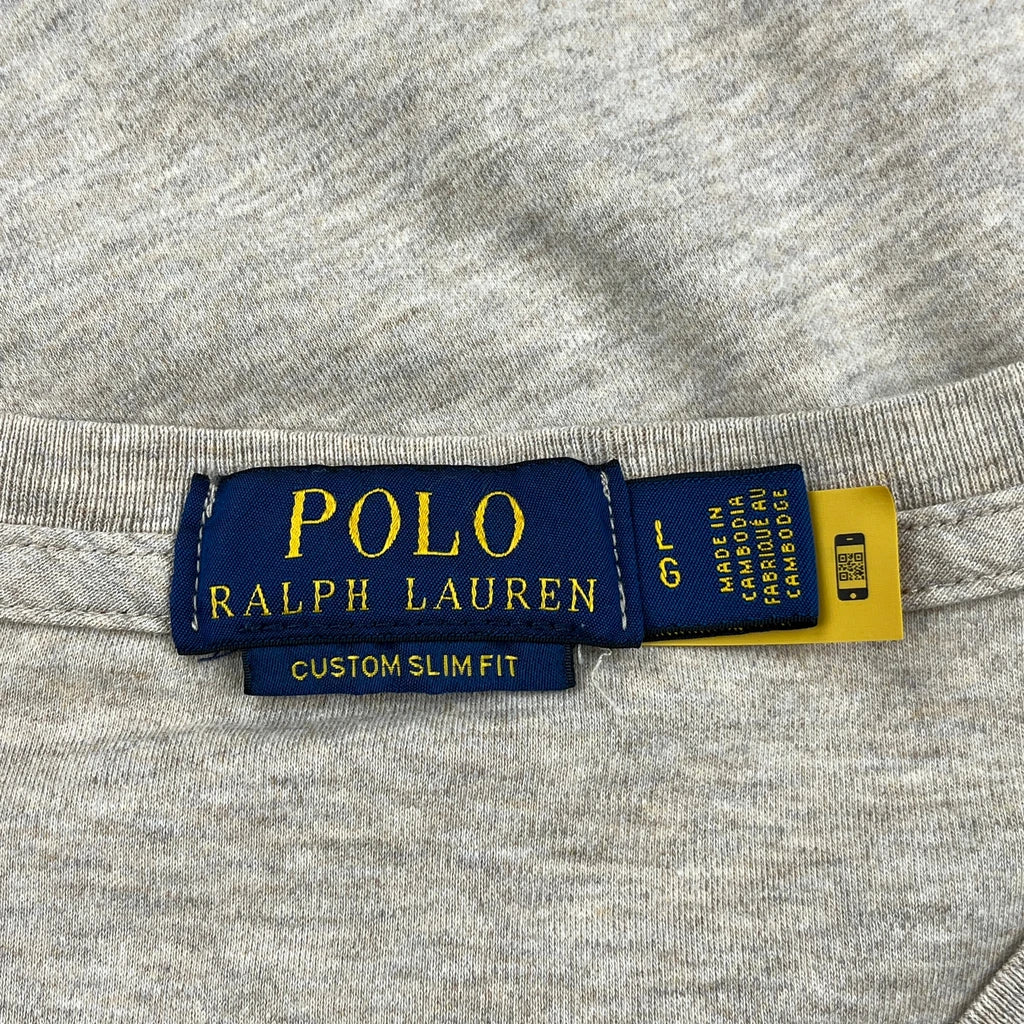 POLO
RALPH LAUREN
CUSTOM SLIM FIT
L
G
MADE IN
CAMBODIA
FABRIQUÉ AU
CAMBODGE